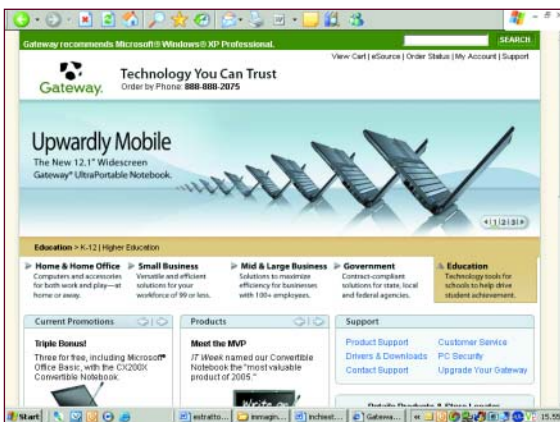 Gateway recommends Microsoft® Windows® XP Professional.
SEARCH
View Cart | eSource | Order Status | My Account | Support
Gateway.
Technology You Can Trust
Order by Phone: 888-888-2075
Upwardly Mobile
The New 12.1" Widescreen
Gateway® UltraPortable Notebook.
1 | 2 | 3
Education > K-12 | Higher Education
Home & Home Office
Computers and accessories
for both work and play—at
home or away.
Small Business
Versatile and efficient
solutions for your
workforce of 99 or less.
Mid & Large Business
Solutions to maximize
efficiency for businesses
with 100+ employees.
Government
Contract-compliant
solutions for state, local
and federal agencies.
Education
Technology tools for
schools to help drive
student achievement.
Current Promotions
Triple Bonus!
Three for free, including Microsoft®
Office Basic, with the CX200X
Convertible Notebook.
Products
Meet the MVP
IT Week named our Convertible
Notebook the "most valuable
product of 2005."
Write on
Support
Product Support
Drivers & Downloads
Contact Support
Customer Service
PC Security
Upgrade Your Gateway
Start
estratto...
immagin...
inchiest...
Gatewa...
15.55